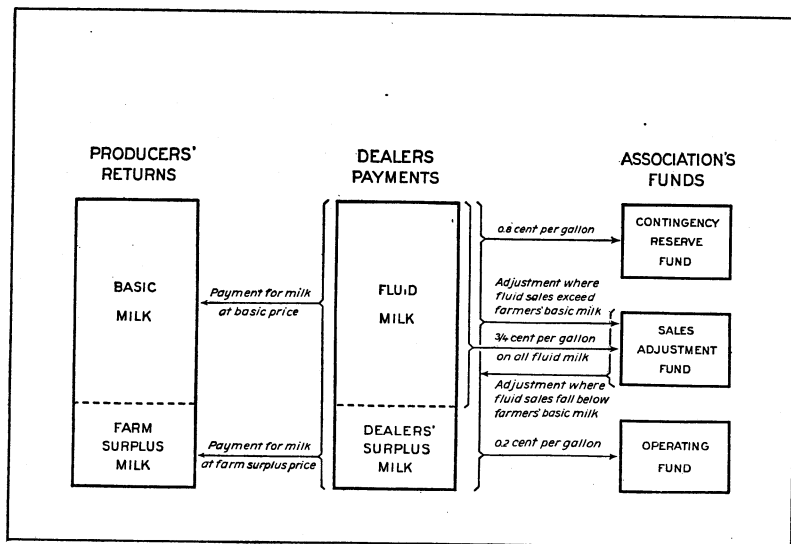 PRODUCERS'
RETURNS
BASIC
MILK
FARM
SURPLUS
MILK
Payment for milk
at basic price
Payment for milk
at farm surplus price
DEALERS
PAYMENTS
FLUID
MILK
DEALERS'
SURPLUS
MILK
0.8 cent per gallon
Adjustment where
fluid sales exceed
farmers' basic milk
3/4 cent per gallon
on all fluid milk
Adjustment where
fluid sales fall below
farmers' basic milk
0.2 cent per gallon
ASSOCIATION'S
FUNDS
CONTINGENCY
RESERVE
FUND
SALES
ADJUSTMENT
FUND
OPERATING
FUND